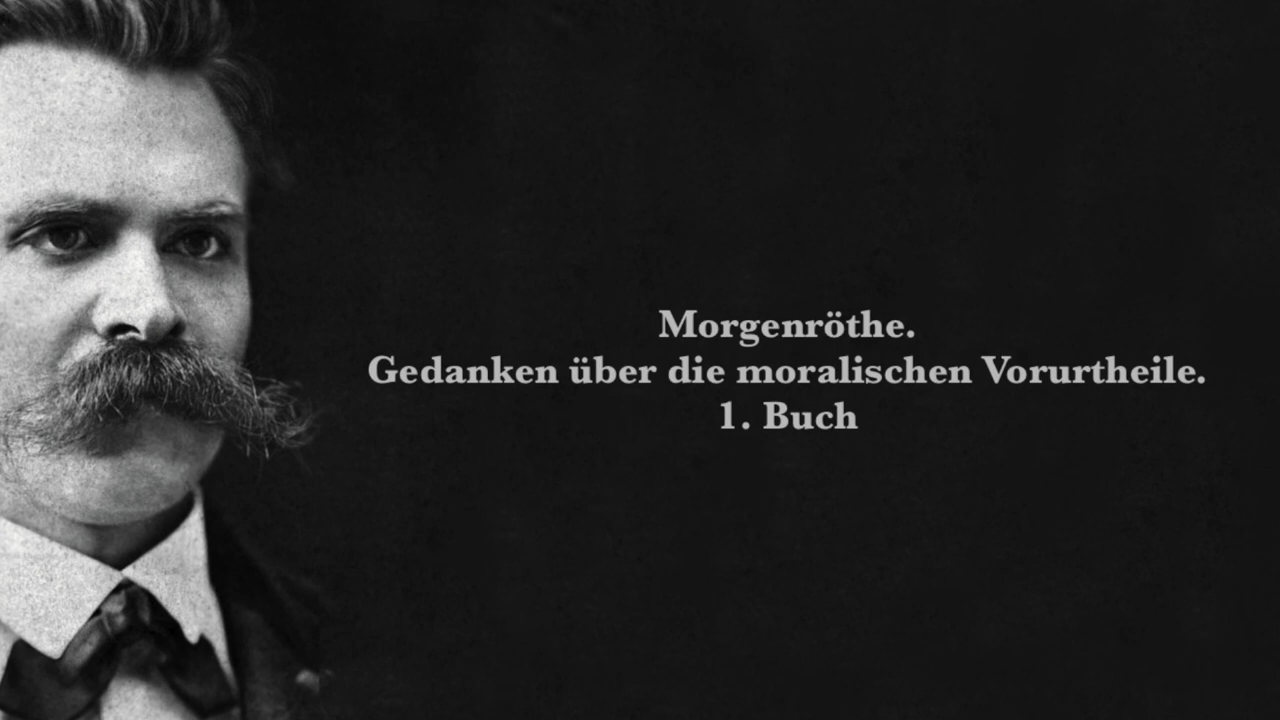 Morgenröthe.
Gedanken über die moralischen Vorurtheile.
1. Buch